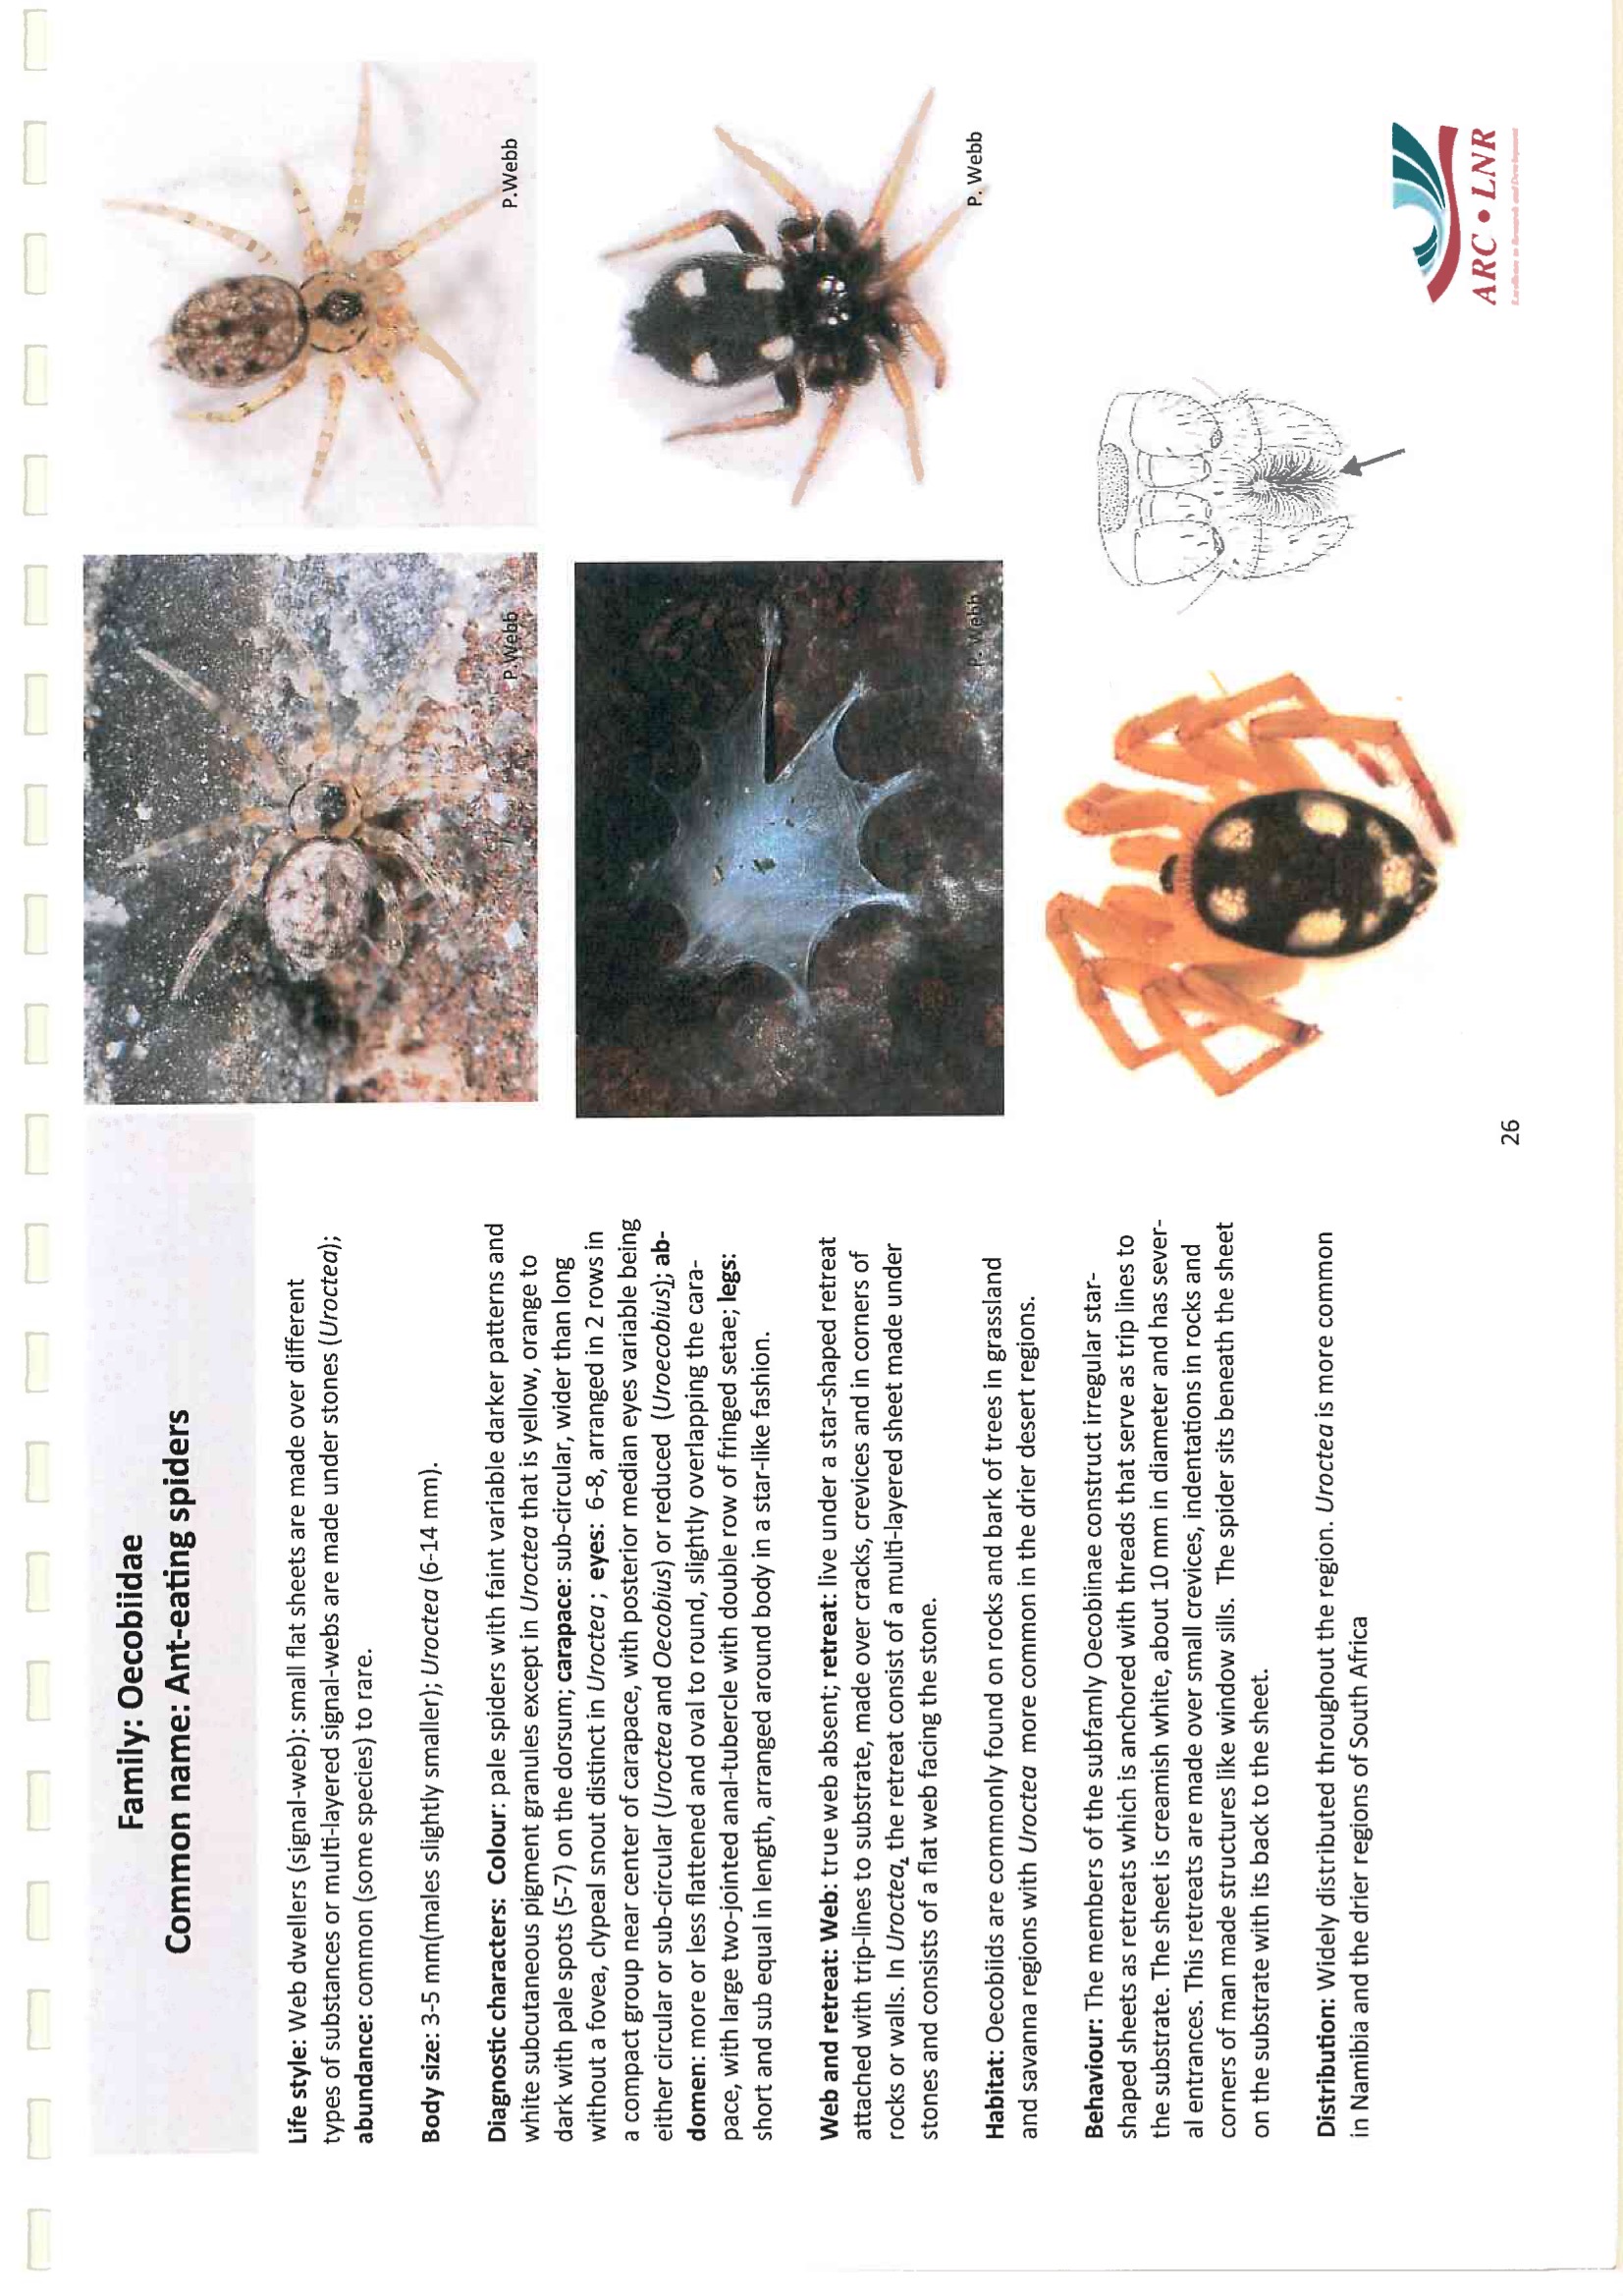 Family: Oecobiidae
Common name: Ant-eating spiders
Life style: Web dwellers (signal-web): small flat sheets are made over different
types of substances or multi-layered signal-webs are made under stones (Uroctea);
abundance: common (some species) to rare.
Body size: 3-5 mm(males slightly smaller); Uroctea (6-14 mm).
Diagnostic characters: Colour: pale spiders with faint variable darker patterns and
white subcutaneous pigment granules except in Uroctea that is yellow, orange to
dark with pale spots (5-7) on the dorsum; carapace: sub-circular, wider than long
without a fovea, clypeal snout distinct in Uroctea ; eyes: 6-8, arranged in 2 rows in
a compact group near center of carapace, with posterior median eyes variable being
either circular or sub-circular (Uroctea and Oecobius) or reduced (Uroecobius); ab-
domen: more or less flattened and oval to round, slightly overlapping the cara-
pace, with large two-jointed anal-tubercle with double row of fringed setae; legs:
short and sub equal in length, arranged around body in a star-like fashion.
Web and retreat: Web: true web absent; retreat: live under a star-shaped retreat
attached with trip-lines to substrate, made over cracks, crevices and in corners of
rocks or walls. In Uroctea, the retreat consist of a multi-layered sheet made under
stones and consists of a flat web facing the stone.
Habitat: Oecobiids are commonly found on rocks and bark of trees in grassland
and savanna regions with Uroctea more common in the drier desert regions.
Behaviour: The members of the subfamly Oecobiinae construct irregular star-
shaped sheets as retreats which is anchored with threads that serve as trip lines to
the substrate. The sheet is creamish white, about 10 mm in diameter and has sever-
al entrances. This retreats are made over small crevices, indentations in rocks and
corners of man made structures like window sills. The spider sits beneath the sheet
on the substrate with its back to the sheet.
Distribution: Widely distributed throughout the region. Uroctea is more common
in Namibia and the drier regions of South Africa
P.Webb
P.Webb
P. Webb
P. Webb
26
ARC • LNR
Excellence in Research and Development